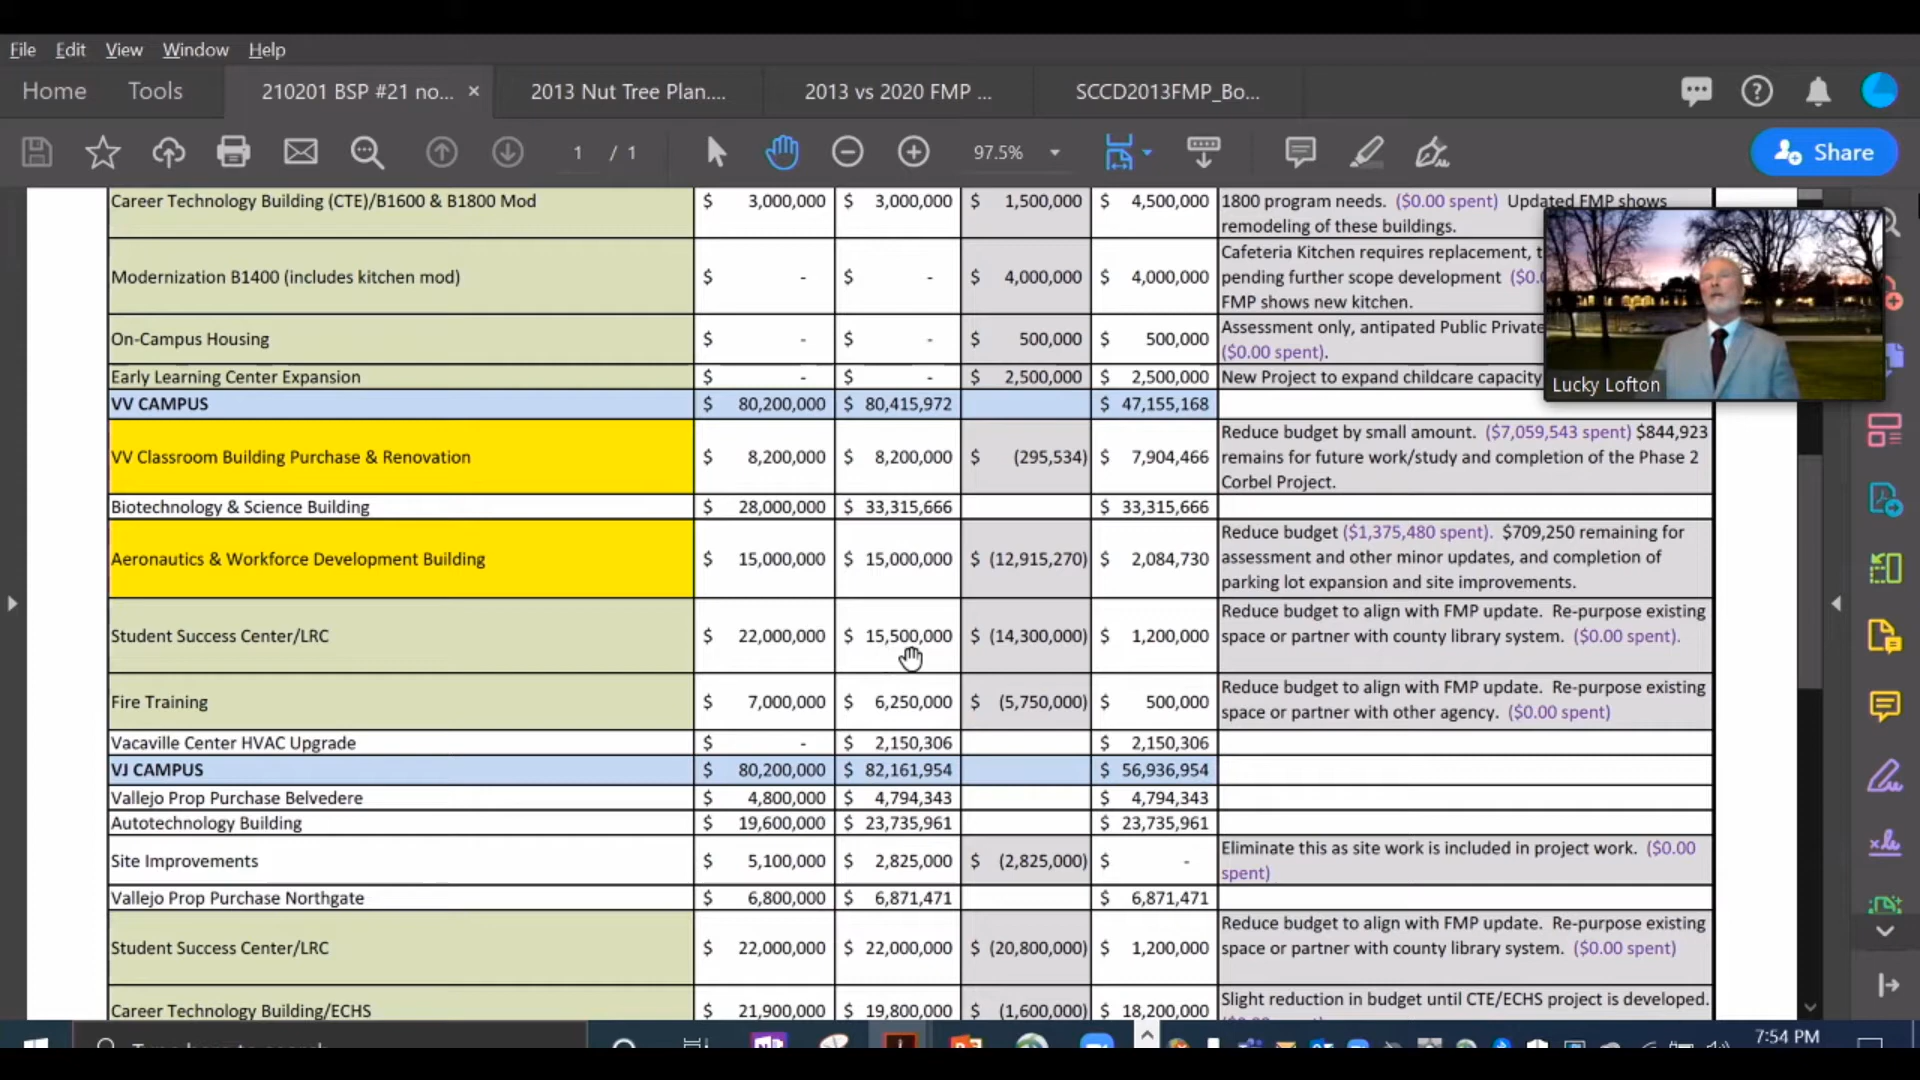 File Edit View Window Help
Home Tools 210201 BSP #21 no... × 2013 Nut Tree Plan.... 2013 vs 2020 FMP ... SCCD2013FMP_Bo...
1 / 1 97.5% Share
Career Technology Building (CTE)/B1600 & B1800 Mod $ 3,000,000 $ 3,000,000 $ 1,500,000 $ 4,500,000 1800 program needs. ($0.00 spent) Updated FMP shows
remodeling of these buildings.
Modernization B1400 (includes kitchen mod) $ - $ - $ 4,000,000 $ 4,000,000 Cafeteria Kitchen requires replacement, t
pending further scope development ($0.
FMP shows new kitchen.
On-Campus Housing $ - $ - $ 500,000 $ 500,000 Assessment only, antipated Public Private
($0.00 spent).
Early Learning Center Expansion $ - $ - $ 2,500,000 $ 2,500,000 New Project to expand childcare capacity
Lucky Lofton
VV CAMPUS $ 80,200,000 $ 80,415,972 $ 47,155,168
VV Classroom Building Purchase & Renovation $ 8,200,000 $ 8,200,000 $ (295,534) $ 7,904,466 Reduce budget by small amount. ($7,059,543 spent) $844,923
remains for future work/study and completion of the Phase 2
Corbel Project.
Biotechnology & Science Building $ 28,000,000 $ 33,315,666 $ 33,315,666
Aeronautics & Workforce Development Building $ 15,000,000 $ 15,000,000 $ (12,915,270) $ 2,084,730 Reduce budget ($1,375,480 spent). $709,250 remaining for
assessment and other minor updates, and completion of
parking lot expansion and site improvements.
Student Success Center/LRC $ 22,000,000 $ 15,500,000 $ (14,300,000) $ 1,200,000 Reduce budget to align with FMP update. Re-purpose existing
space or partner with county library system. ($0.00 spent).
Fire Training $ 7,000,000 $ 6,250,000 $ (5,750,000) $ 500,000 Reduce budget to align with FMP update. Re-purpose existing
space or partner with other agency. ($0.00 spent)
Vacaville Center HVAC Upgrade $ - $ 2,150,306 $ 2,150,306
VJ CAMPUS $ 80,200,000 $ 82,161,954 $ 56,936,954
Vallejo Prop Purchase Belvedere $ 4,800,000 $ 4,794,343 $ 4,794,343
Autotechnology Building $ 19,600,000 $ 23,735,961 $ 23,735,961
Site Improvements $ 5,100,000 $ 2,825,000 $ (2,825,000) $ - Eliminate this as site work is included in project work. ($0.00
spent)
Vallejo Prop Purchase Northgate $ 6,800,000 $ 6,871,471 $ 6,871,471
Student Success Center/LRC $ 22,000,000 $ 22,000,000 $ (20,800,000) $ 1,200,000 Reduce budget to align with FMP update. Re-purpose existing
space or partner with county library system. ($0.00 spent)
Career Technology Building/ECHS $ 21,900,000 $ 19,800,000 $ (1,600,000) $ 18,200,000 Slight reduction in budget until CTE/ECHS project is developed.
7:54 PM